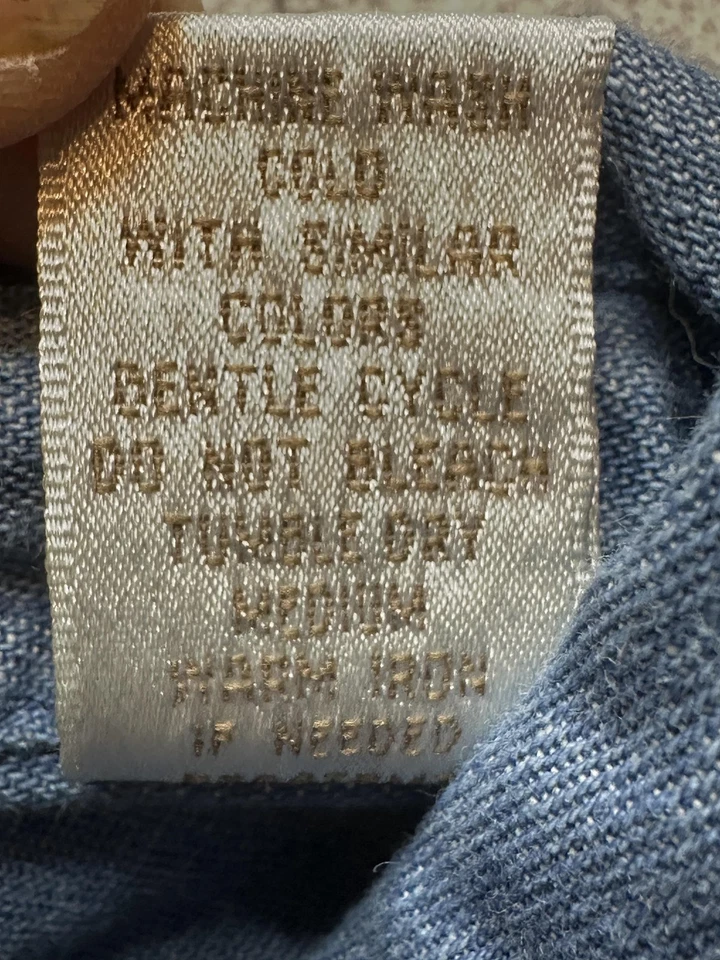 MACHINE WASH
COLD
WITH SIMILAR
COLORS
GENTLE CYCLE
DO NOT BLEACH
TUMBLE DRY
MEDIUM
WARM IRON
IF NEEDED